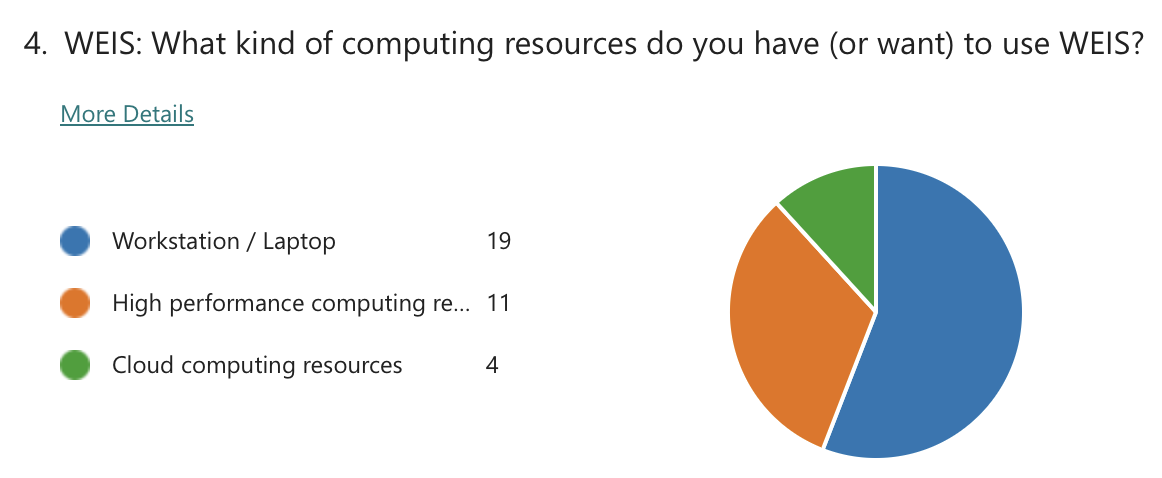 4. WEIS: What kind of computing resources do you have (or want) to use WEIS?
More Details
Workstation / Laptop 19
High performance computing re... 11
Cloud computing resources 4